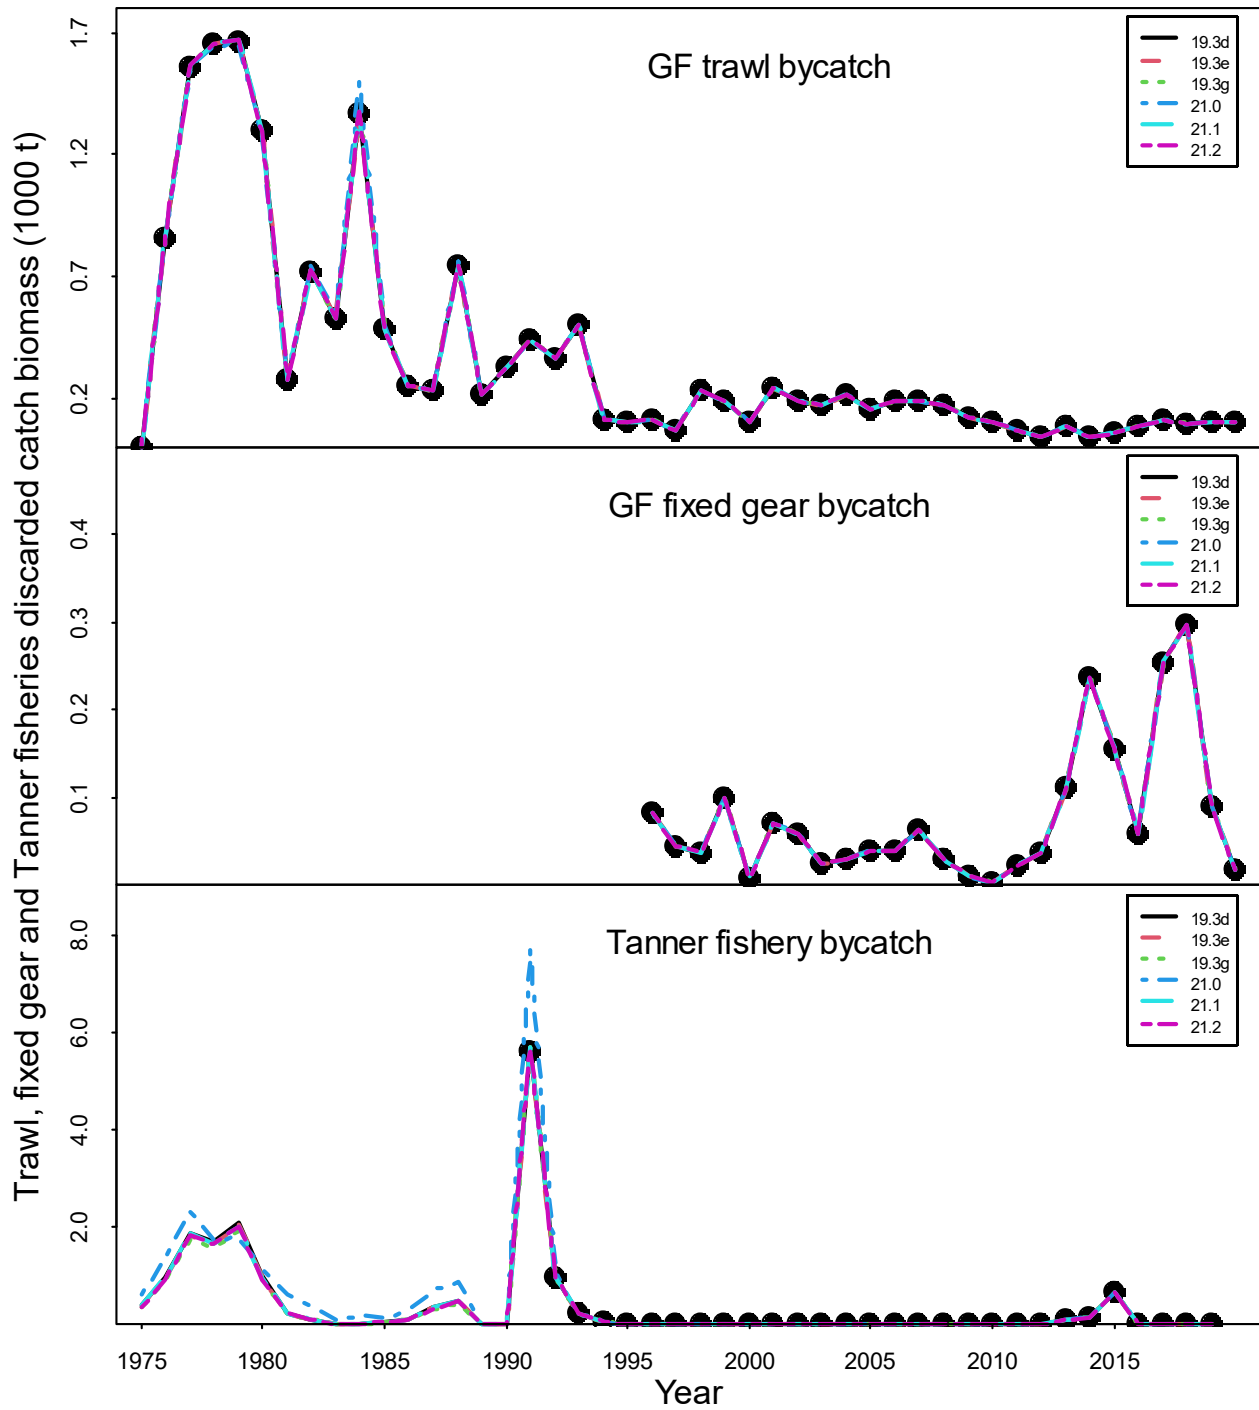 Trawl, fixed gear and Tanner fisheries discarded catch biomass (1000 t)
GF trawl bycatch
1.7
1.2
0.7
0.2
19.3d
19.3e
19.3g
21.0
21.1
21.2
GF fixed gear bycatch
0.4
0.3
0.2
0.1
19.3d
19.3e
19.3g
21.0
21.1
21.2
Tanner fishery bycatch
8.0
6.0
4.0
2.0
19.3d
19.3e
19.3g
21.0
21.1
21.2
1975 1980 1985 1990 1995 2000 2005 2010 2015
Year